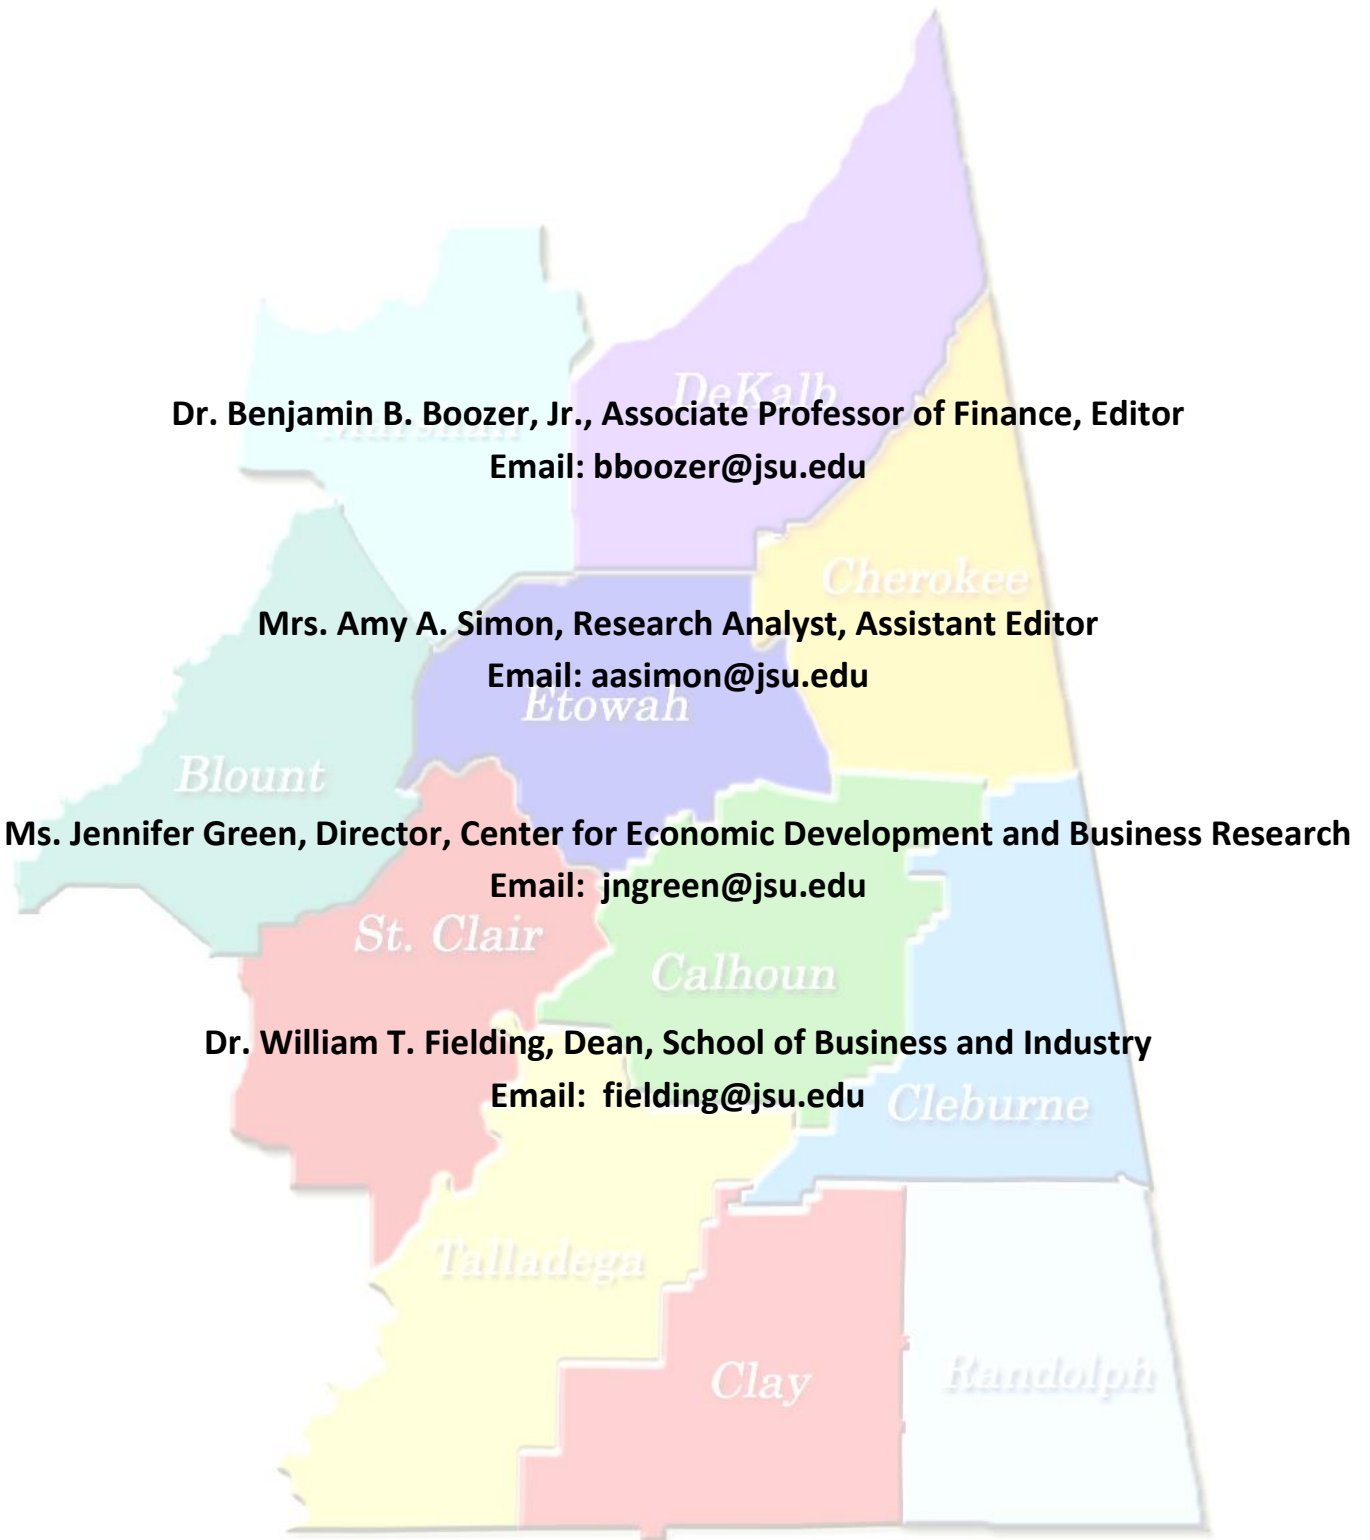 DeKalb
Marshall
Dr. Benjamin B. Boozer, Jr., Associate Professor of Finance, Editor
Email: bboozer@jsu.edu
Cherokee
Mrs. Amy A. Simon, Research Analyst, Assistant Editor
Email: aasimon@jsu.edu
Etowah
Blount
Ms. Jennifer Green, Director, Center for Economic Development and Business Research
Email: jngreen@jsu.edu
St. Clair
Calhoun
Dr. William T. Fielding, Dean, School of Business and Industry
Email: fielding@jsu.edu
Cleburne
Talladega
Clay
Randolph